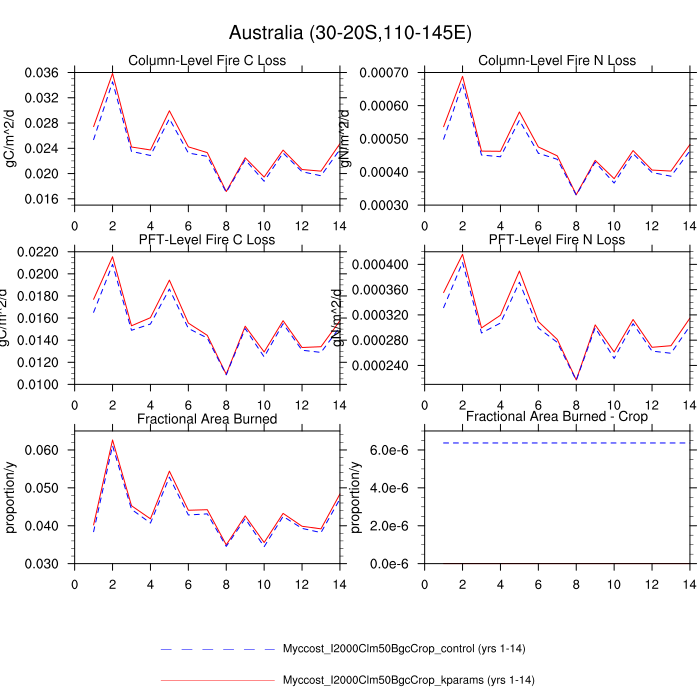 Australia (30-20S,110-145E)
Column-Level Fire C Loss
gC/m^2/d
0.036
0.032
0.028
0.024
0.020
0.016
0 2 4 6 8 10 12 14
Column-Level Fire N Loss
gN/m^2/d
0.00070
0.00060
0.00050
0.00040
0.00030
0 2 4 6 8 10 12 14
PFT-Level Fire C Loss
gC/m^2/d
0.0220
0.0200
0.0180
0.0160
0.0140
0.0120
0.0100
0 2 4 6 8 10 12 14
PFT-Level Fire N Loss
gN/m^2/d
0.000400
0.000360
0.000320
0.000280
0.000240
0 2 4 6 8 10 12 14
Fractional Area Burned
proportion/y
0.060
0.050
0.040
0.030
0 2 4 6 8 10 12 14
Fractional Area Burned - Crop
proportion/y
6.0e-6
4.0e-6
2.0e-6
0.0e-6
0 2 4 6 8 10 12 14
Myccost_I2000Clm50BgcCrop_control (yrs 1-14)
Myccost_I2000Clm50BgcCrop_kparams (yrs 1-14)